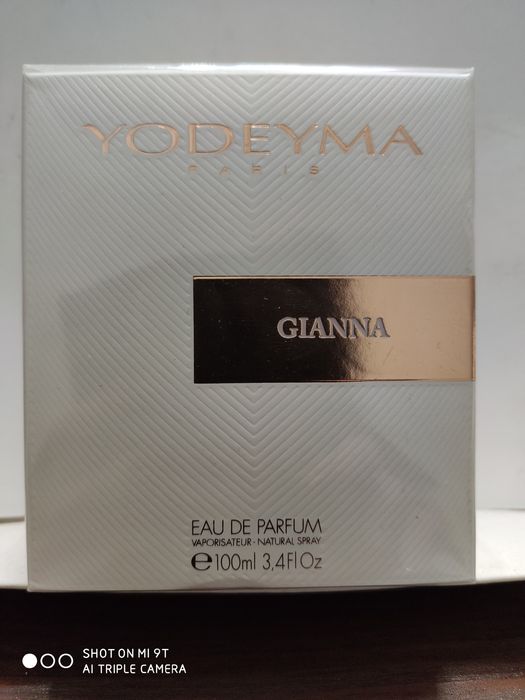 YODEYMA
PARIS
GIANNA
EAU DE PARFUM
VAPORISATEUR · NATURAL SPRAY
℮100ml 3,4Fl Oz
SHOT ON MI 9T
AI TRIPLE CAMERA